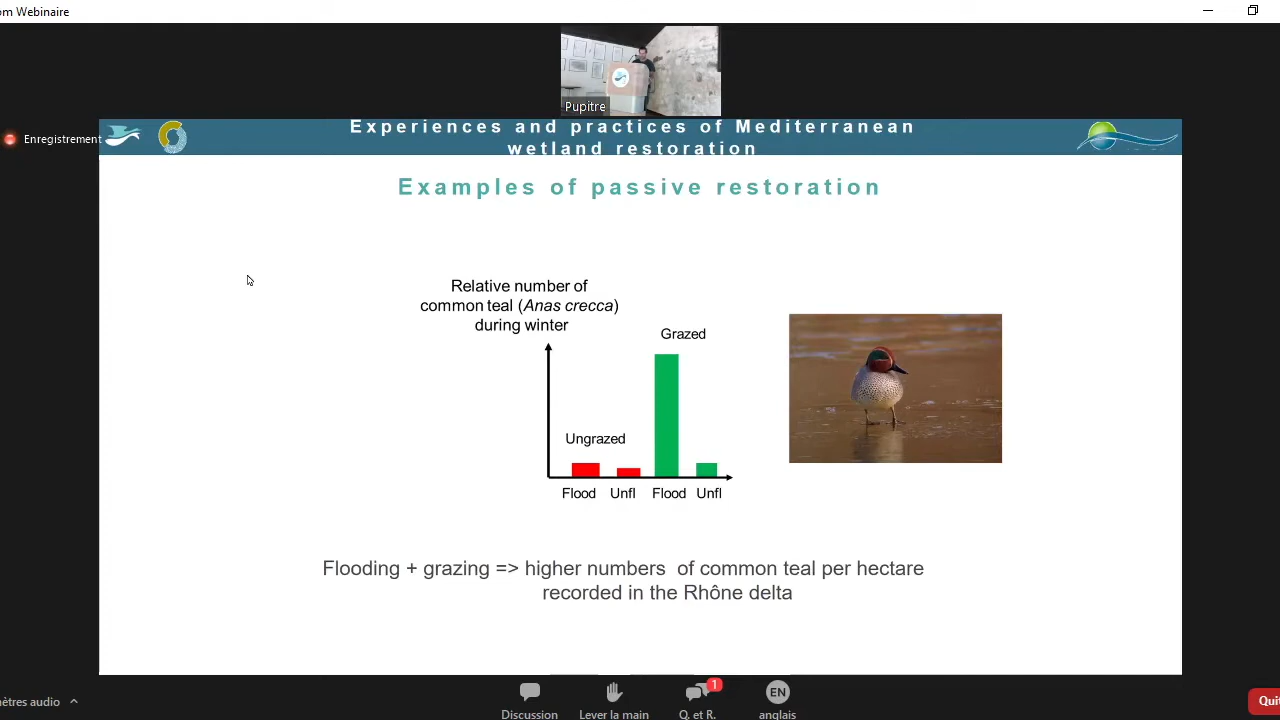 om Webinaire
Pupitre
Enregistrement
Experiences and practices of Mediterranean
wetland restoration
Examples of passive restoration
Relative number of
common teal (Anas crecca)
during winter
Grazed
Ungrazed
Flood Unfl Flood Unfl
Flooding + grazing => higher numbers of common teal per hectare
recorded in the Rhône delta
1
EN
Quit
nètres audio
Discussion
Lever la main
Q. et R.
anglais